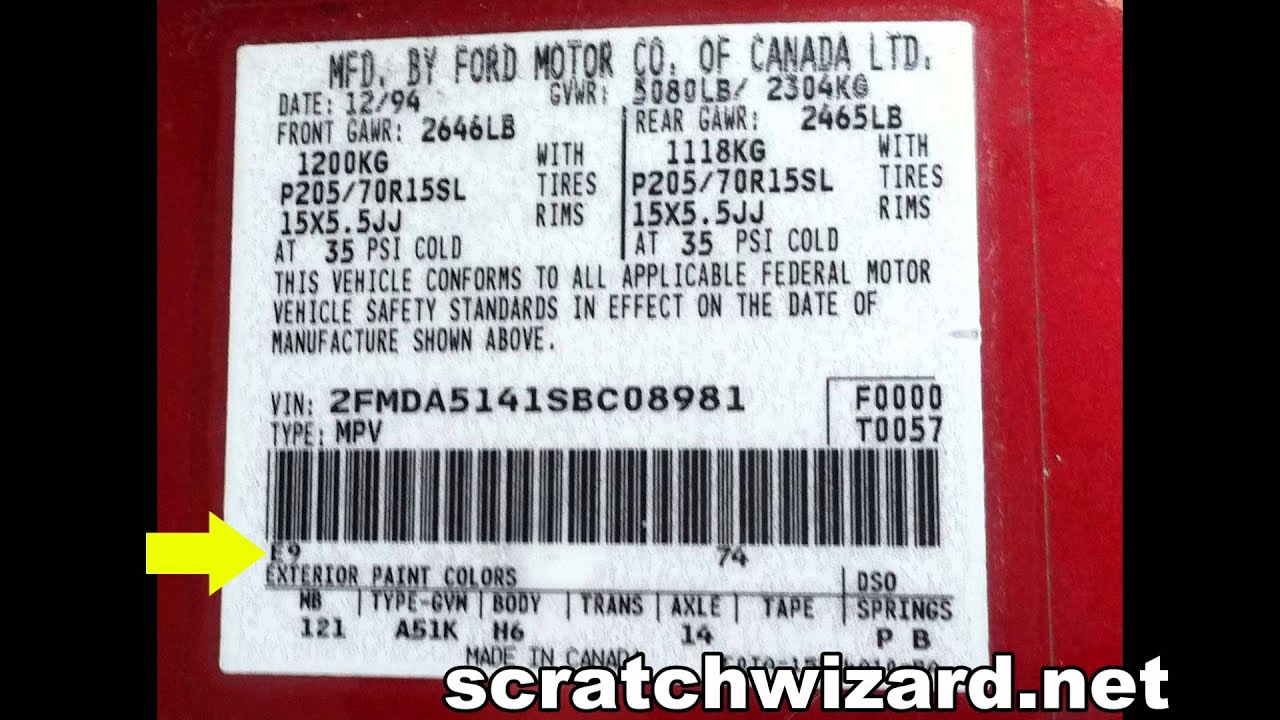 MFD. BY FORD MOTOR CO. OF CANADA LTD.
DATE: 12/94 GVWR: 5080LB/ 2304KG
FRONT GAWR: 2646LB REAR GAWR: 2465LB
1200KG WITH 1118KG WITH
P205/70R15SL TIRES P205/70R15SL TIRES
15X5.5JJ RIMS 15X5.5JJ RIMS
AT 35 PSI COLD AT 35 PSI COLD
THIS VEHICLE CONFORMS TO ALL APPLICABLE FEDERAL MOTOR
VEHICLE SAFETY STANDARDS IN EFFECT ON THE DATE OF
MANUFACTURE SHOWN ABOVE.
VIN: 2FMDA5141SBC08981 F0000
TYPE: MPV T0057
E9 74
EXTERIOR PAINT COLORS DSO
WB TYPE-GVW BODY TRANS AXLE TAPE SPRINGS
121 A51K H6 14 P B
MADE IN CANADA
scratchwizard.net